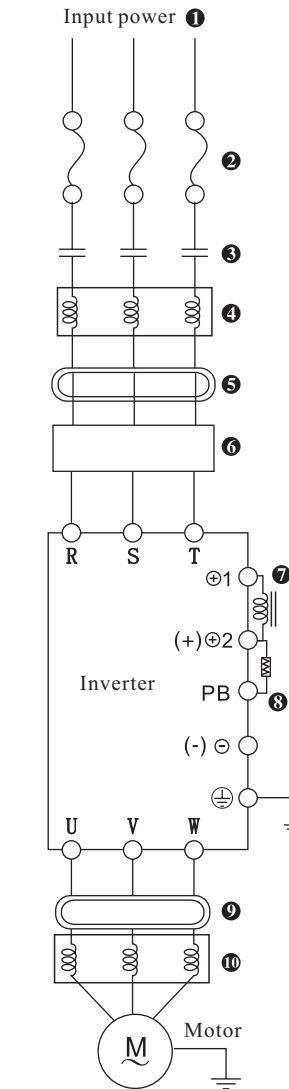 Input power ❶
❷
❸
❹
❺
❻
R S T
⊕1 ❼
(+)⊕2
Inverter
PB ❽
(-) ⊖
U V W
❾
❿
M
~
Motor